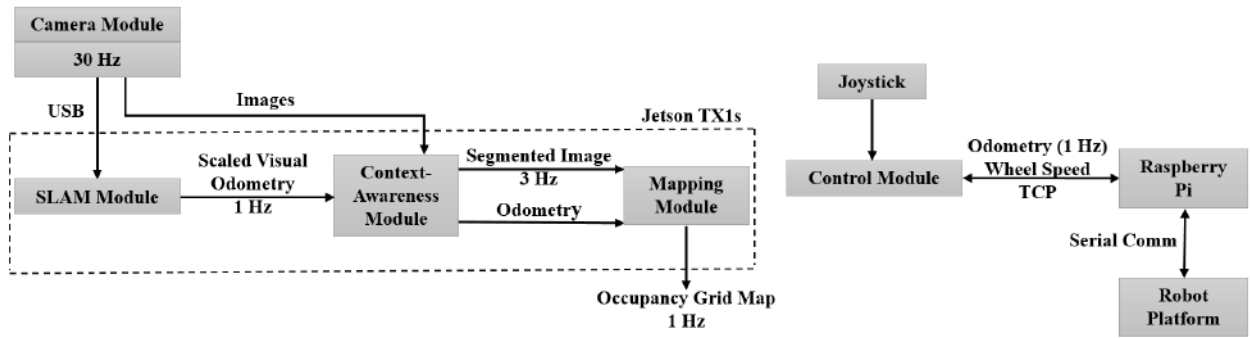 Camera Module
30 Hz
USB
Images
Jetson TX1s
SLAM Module
Scaled Visual
Odometry
1 Hz
Context-
Awareness
Module
Segmented Image
3 Hz
Odometry
Mapping
Module
Occupancy Grid Map
1 Hz
Joystick
Control Module
Odometry (1 Hz)
Wheel Speed
TCP
Raspberry
Pi
Serial Comm
Robot
Platform